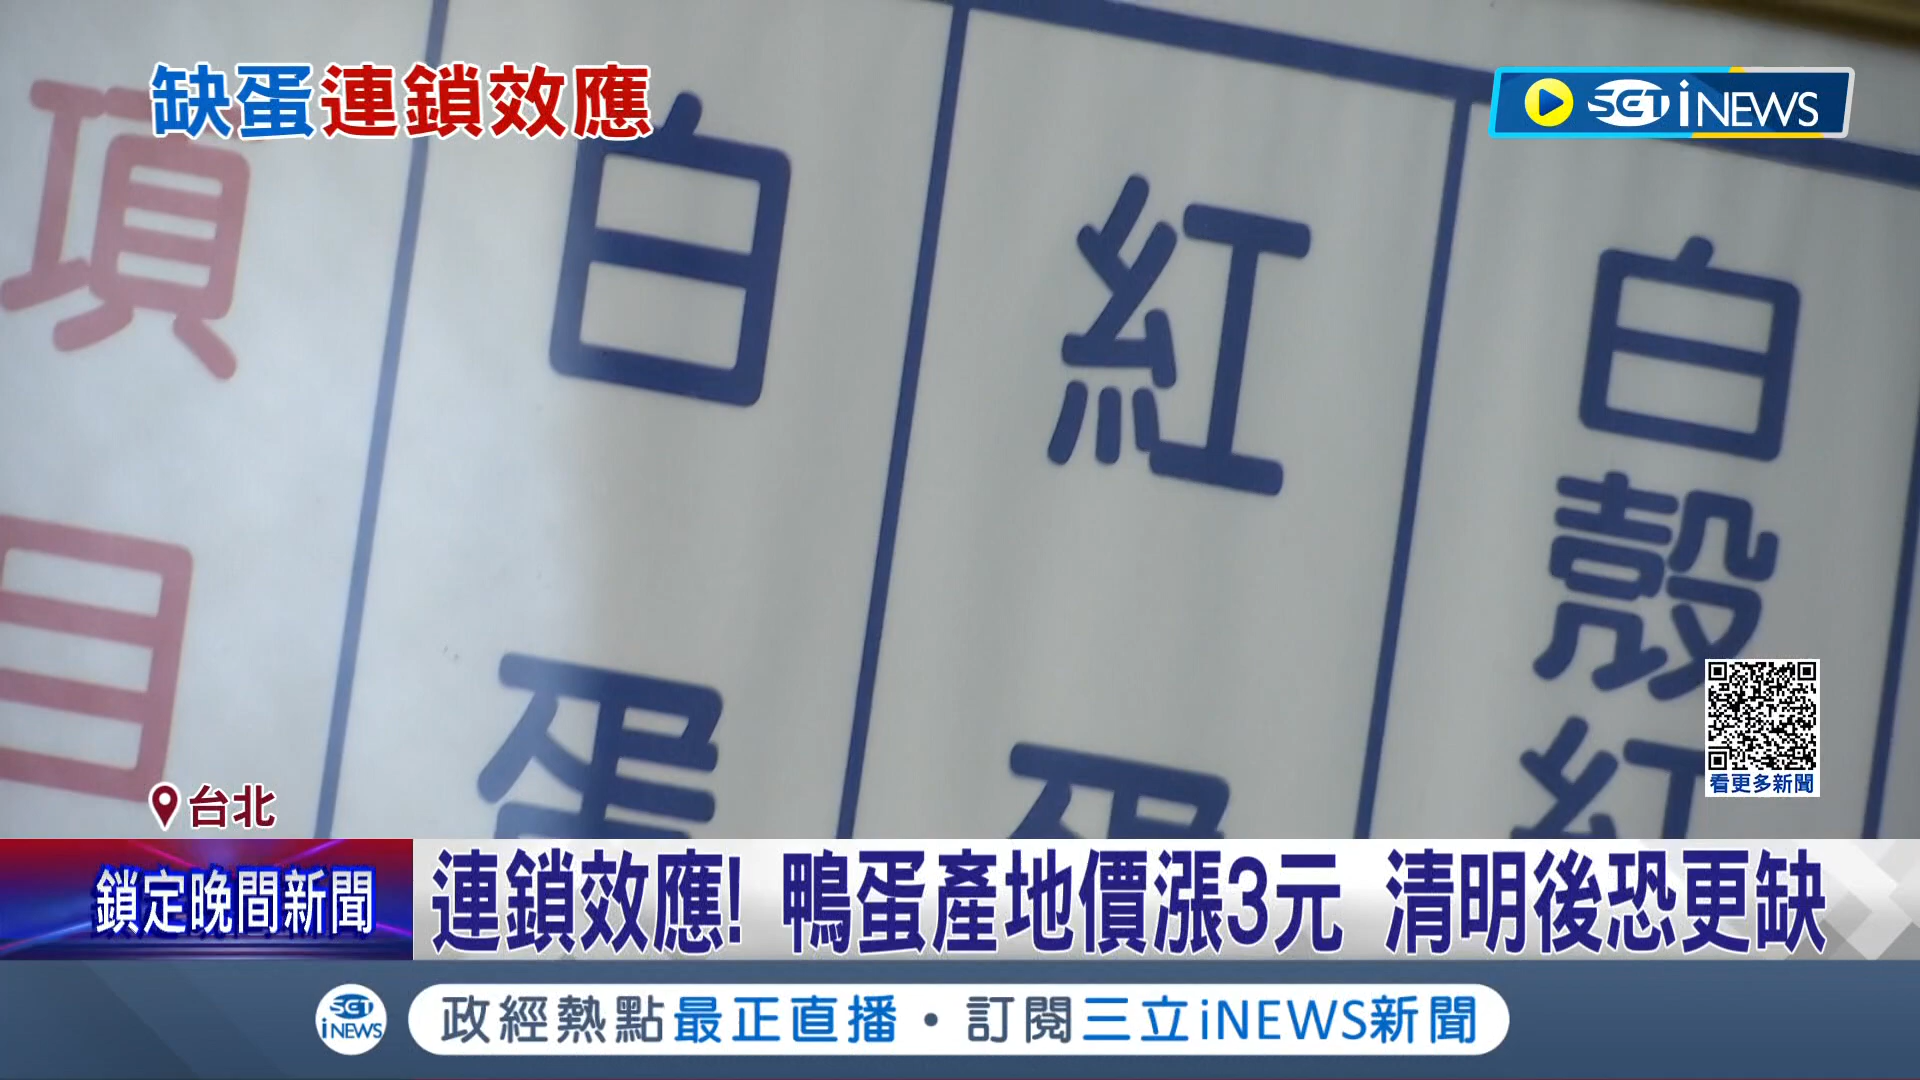 缺蛋連鎖效應
SET iNEWS
項目
白蛋
紅蛋
白殼紅
看更多新聞
台北
鎖定晚間新聞
連鎖效應! 鴨蛋產地價漲3元 清明後恐更缺
SET iNEWS
政經熱點最正直播・訂閱三立iNEWS新聞